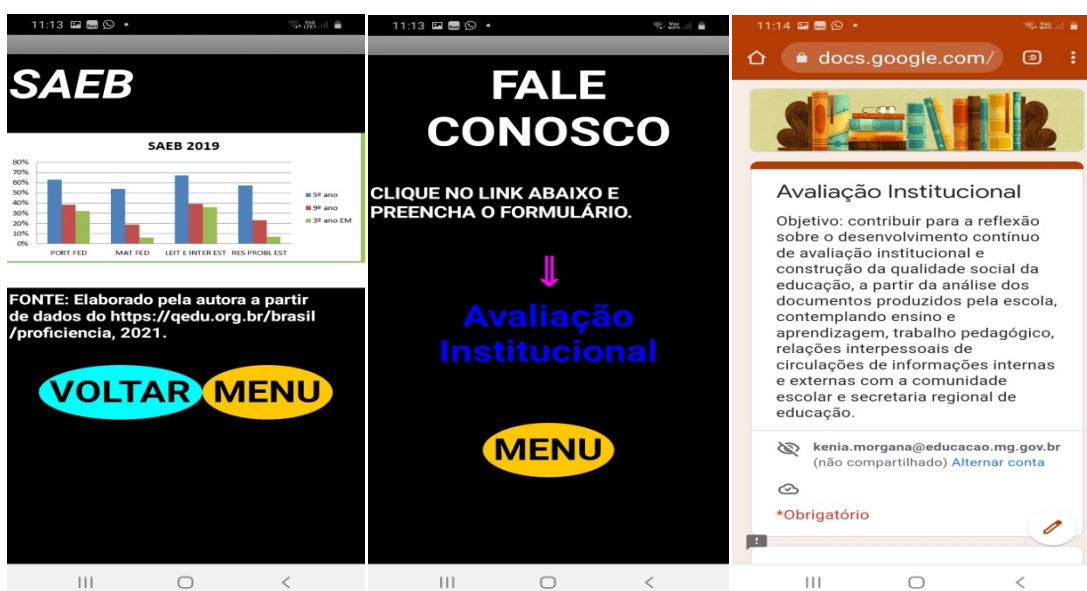 11:13
SAEB
SAEB 2019
80%
70%
60%
50%
40%
30%
20%
10%
0%
PORT FED
MAT FED
LEIT E INTER EST
RES PROBL EST
5º ano
9º ano
3º ano EM
FONTE: Elaborado pela autora a partir
de dados do https://qedu.org.br/brasil
/proficiencia, 2021.
VOLTAR
MENU
11:13
FALE
CONOSCO
CLIQUE NO LINK ABAIXO E
PREENCHA O FORMULÁRIO.
Avaliação
Institucional
MENU
11:14
docs.google.com/
:D
Avaliação Institucional
Objetivo: contribuir para a reflexão
sobre o desenvolvimento contínuo
de avaliação institucional e
construção da qualidade social da
educação, a partir da análise dos
documentos produzidos pela escola,
contemplando ensino e
aprendizagem, trabalho pedagógico,
relações interpessoais de
circulações de informações internas
e externas com a comunidade
escolar e secretaria regional de
educação.
kenia.morgana@educacao.mg.gov.br
(não compartilhado) Alternar conta
*Obrigatório